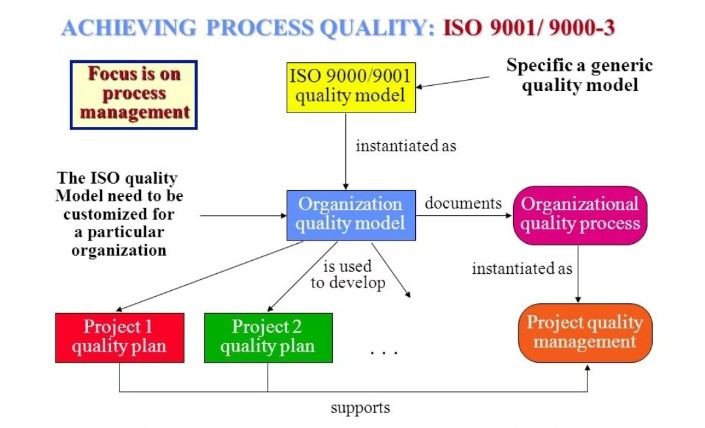 ACHIEVING PROCESS QUALITY: ISO 9001/ 9000-3
Focus is on
process
management
ISO 9000/9001
quality model
Specific a generic
quality model
instantiated as
The ISO quality
Model need to be
customized for
a particular
organization
Organization
quality model
documents
Organizational
quality process
is used
to develop
instantiated as
Project 1
quality plan
Project 2
quality plan
. . .
Project quality
management
supports